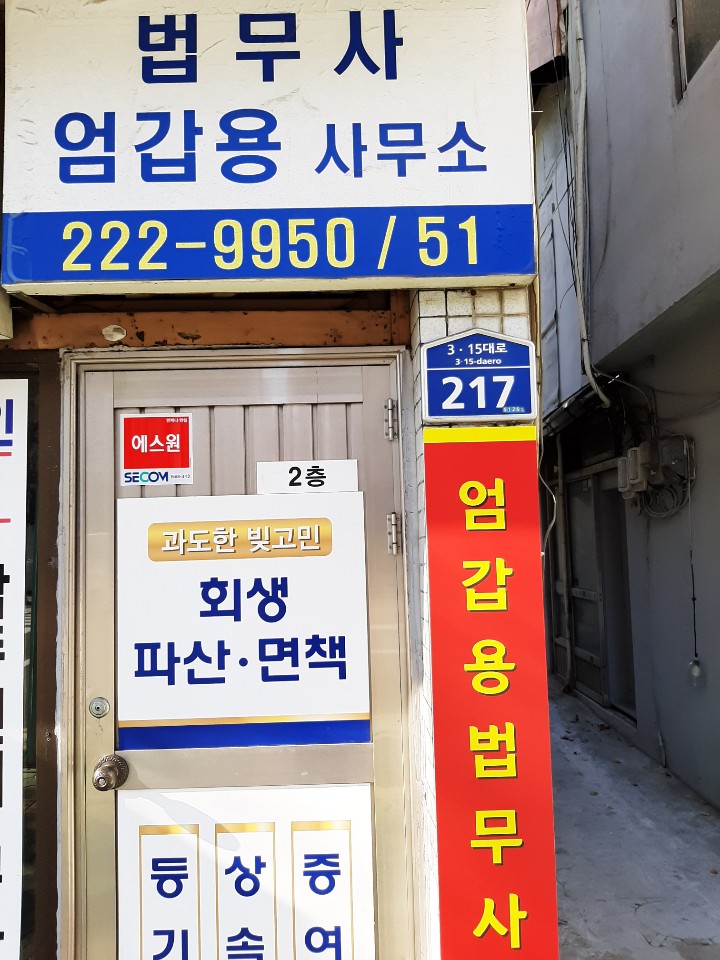 법무사
엄갑용 사무소
222-9950 / 51
3·15대로
3·15-daero
217
에스원
SECOM
2층
과도한 빚고민
회생
파산·면책
엄갑용법무사
등기
상속
증여